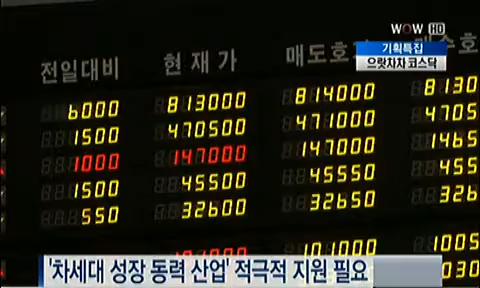 WOW HD
기획특집
으랏차차 코스닥
전일대비 현재가 매도호 수호
6000 813000 814000 8130
1500 470500 471000 4705
1000 147000 147000 1465
1500 45500 45550 455
550 32600 32650 326
101000 1005
'차세대 성장 동력 산업' 적극적 지원 필요
030